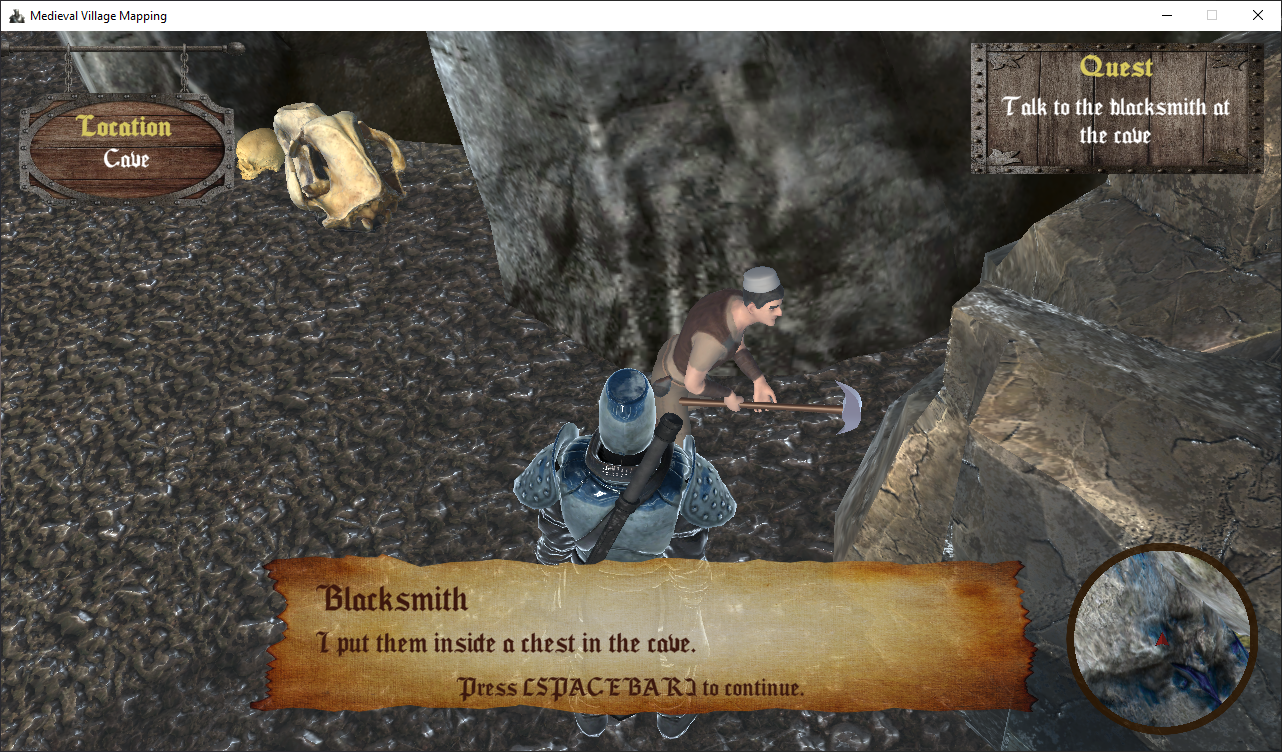 Medieval Village Mapping
Location
Cave
Quest
Talk to the blacksmith at
the cave
Blacksmith
I put them inside a chest in the cave.
Press [SPACEBAR] to continue.